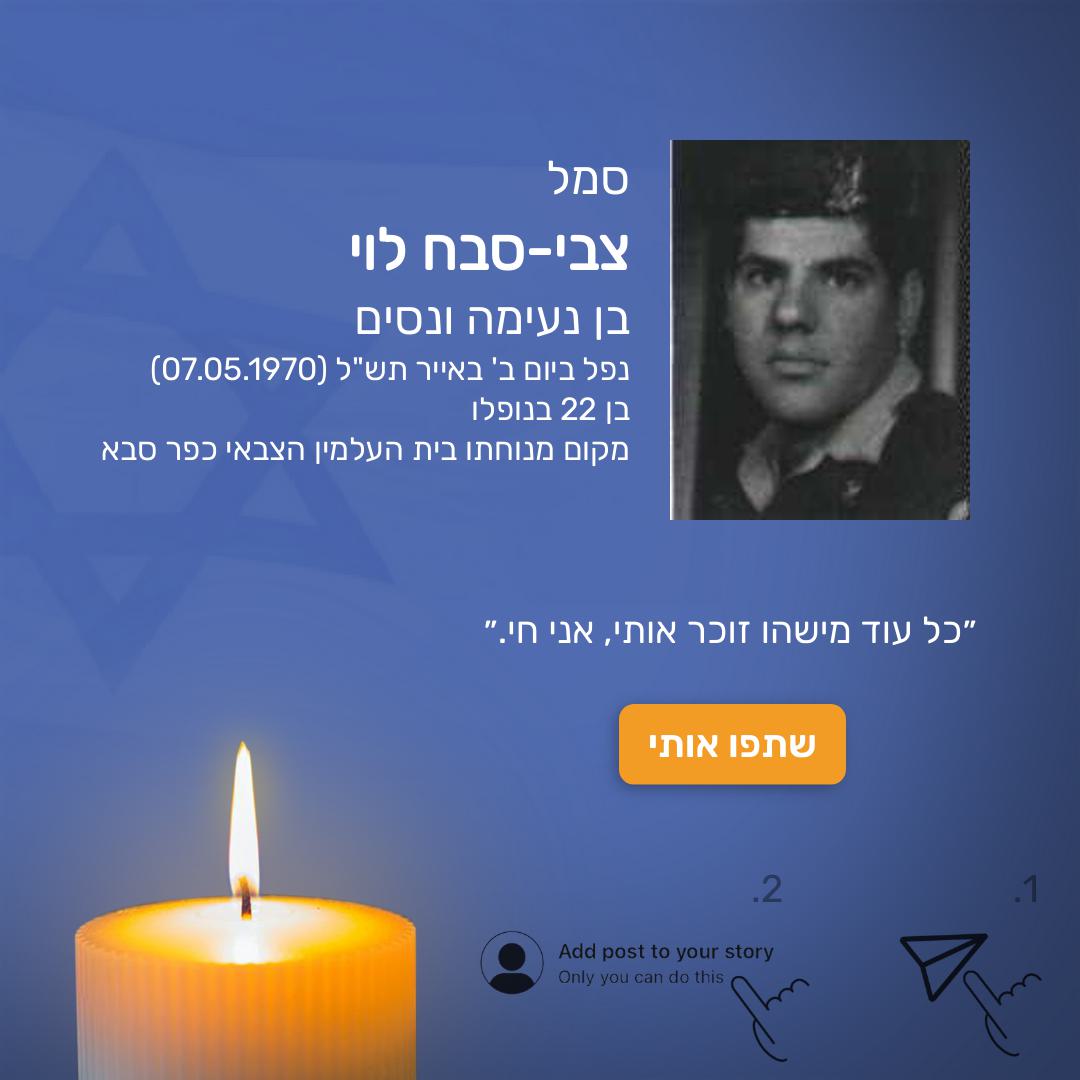 סמל
צבי-סבח לוי
בן נעימה ונסים
נפל ביום ב' באייר תש"ל (07.05.1970)
בן 22 בנופלו
מקום מנוחתו בית העלמין הצבאי כפר סבא
״כל עוד מישהו זוכר אותי, אני חי.״
שתפו אותי
1.
2.
Add post to your story
Only you can do this